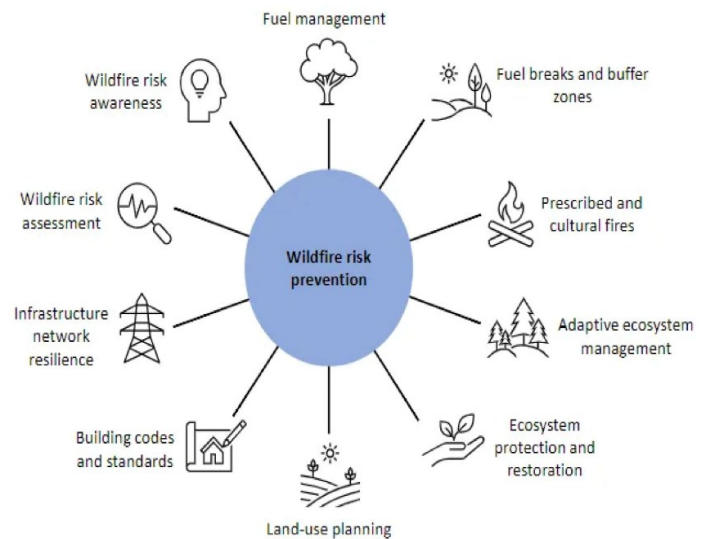 Fuel management
Wildfire risk
awareness
Fuel breaks and buffer
zones
Wildfire risk
assessment
Prescribed and
cultural fires
Wildfire risk
prevention
Infrastructure
network
resilience
Adaptive ecosystem
management
Building codes
and standards
Ecosystem
protection and
restoration
Land-use planning